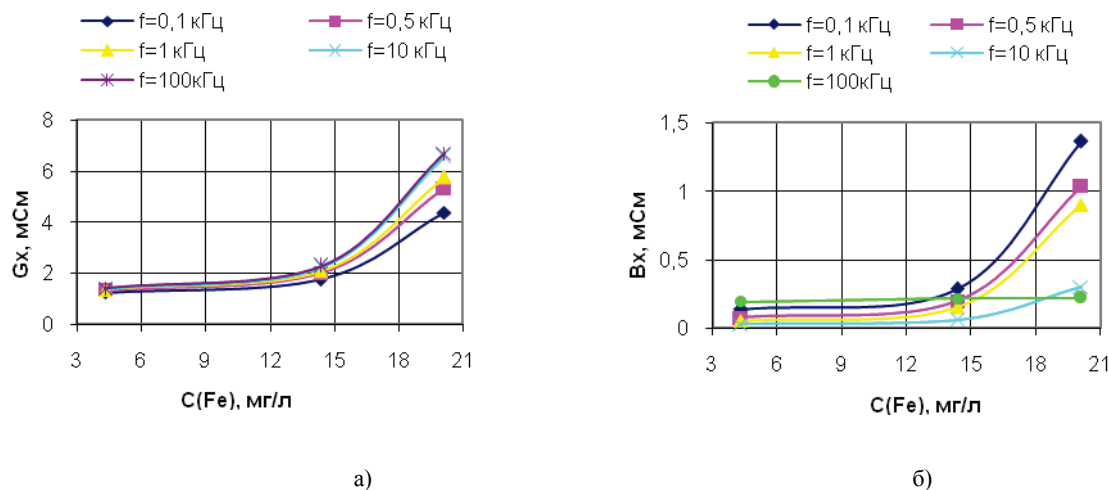 f=0,1 кГц
f=0,5 кГц
f=1 кГц
f=10 кГц
f=100кГц
8
6
4
2
0
Gx, мСм
3 6 9 12 15 18 21
C(Fe), мг/л
а)
f=0,1 кГц
f=0,5 кГц
f=1 кГц
f=10 кГц
f=100кГц
1,5
1
0,5
0
Вх, мСм
3 6 9 12 15 18 21
C(Fe), мг/л
б)